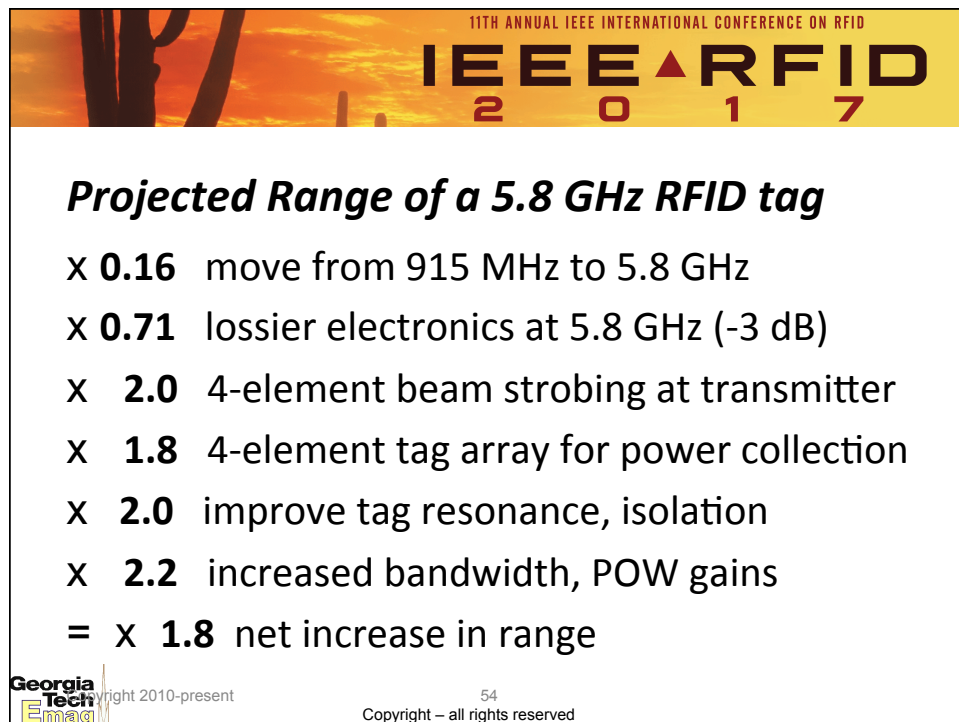 11TH ANNUAL IEEE INTERNATIONAL CONFERENCE ON RFID
IEEE RFID
2017
Projected Range of a 5.8 GHz RFID tag
x 0.16 move from 915 MHz to 5.8 GHz
x 0.71 lossier electronics at 5.8 GHz (-3 dB)
x 2.0 4-element beam strobing at transmitter
x 1.8 4-element tag array for power collection
x 2.0 improve tag resonance, isolation
x 2.2 increased bandwidth, POW gains
= x 1.8 net increase in range
Georgia
Tech
Emag
Copyright 2010-present
54
Copyright – all rights reserved